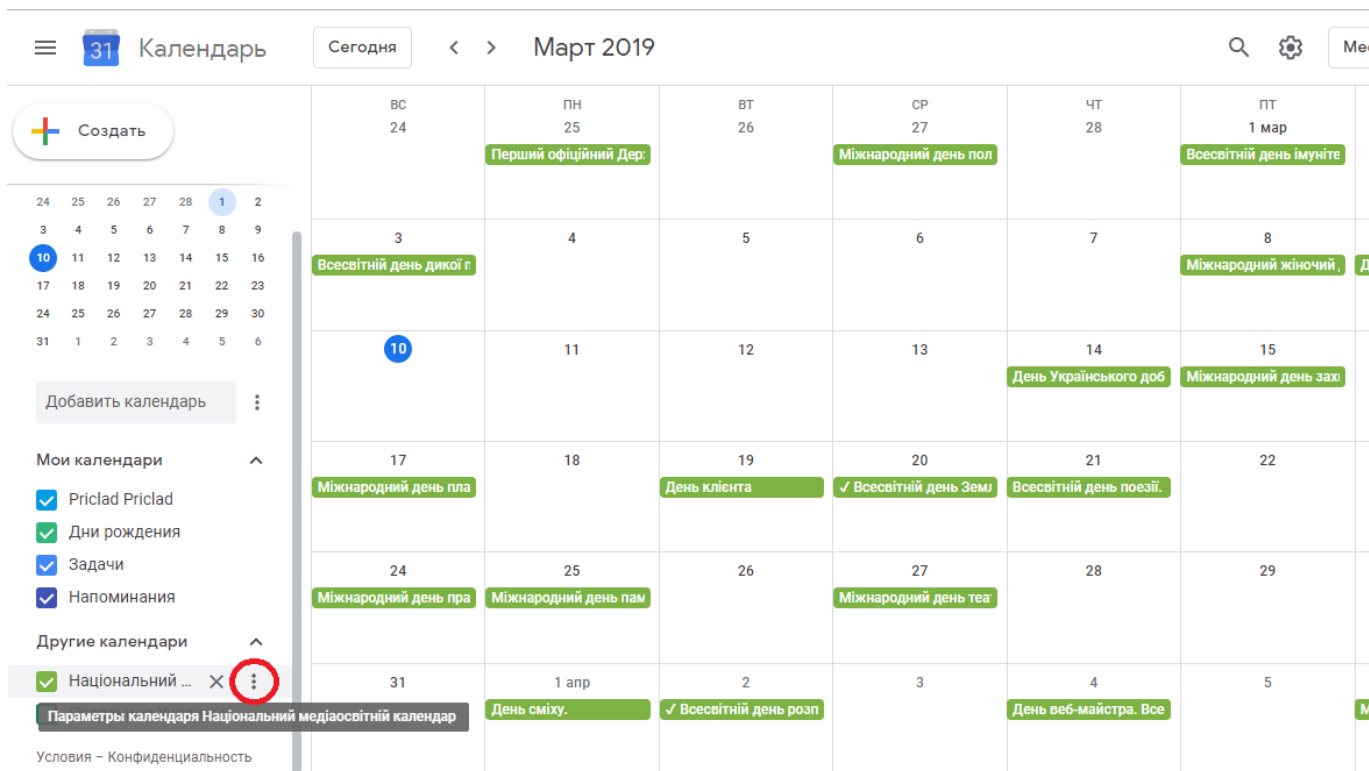 31 Календарь Сегодня < > Март 2019 Мес
Создать
24 25 26 27 28 1 2
3 4 5 6 7 8 9
10 11 12 13 14 15 16
17 18 19 20 21 22 23
24 25 26 27 28 29 30
31 1 2 3 4 5 6
Добавить календарь
Мои календари
Priclad Priclad
Дни рождения
Задачи
Напоминания
Другие календари
Національний ...
Параметры календаря Національний медіаосвітній календар
Условия – Конфиденциальность
ВС ПН ВТ СР ЧТ ПТ
24 25 26 27 28 1 мар
Перший офіційний Дер Міжнародний день пол Всесвітній день імуніте
3 4 5 6 7 8
Всесвітній день дикої п Міжнародний жіночий Д
10 11 12 13 14 15
День Українського доб Міжнародний день захи
17 18 19 20 21 22
Міжнародний день пла День клієнта ✓ Всесвітній день Земл Всесвітній день поезії.
24 25 26 27 28 29
Міжнародний день пра Міжнародний день пам Міжнародний день теат
31 1 апр 2 3 4 5
День сміху. ✓ Всесвітній день розп День веб-майстра. Все М